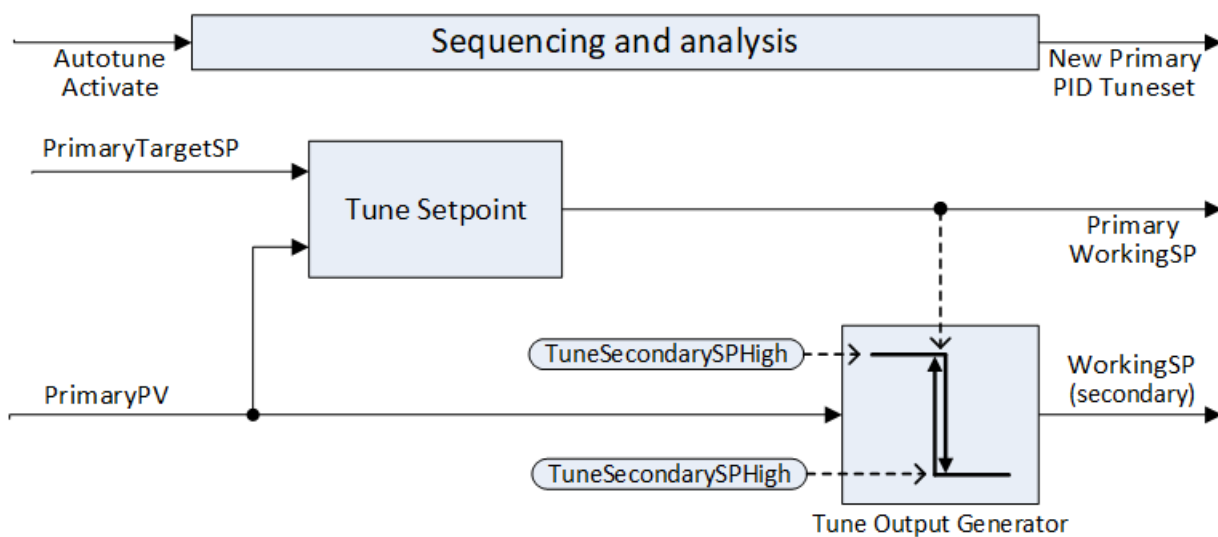 Sequencing and analysis
Autotune
Activate
New Primary
PID Tuneset
PrimaryTargetSP
Tune Setpoint
Primary
WorkingSP
TuneSecondarySPHigh
WorkingSP
(secondary)
PrimaryPV
TuneSecondarySPHigh
Tune Output Generator